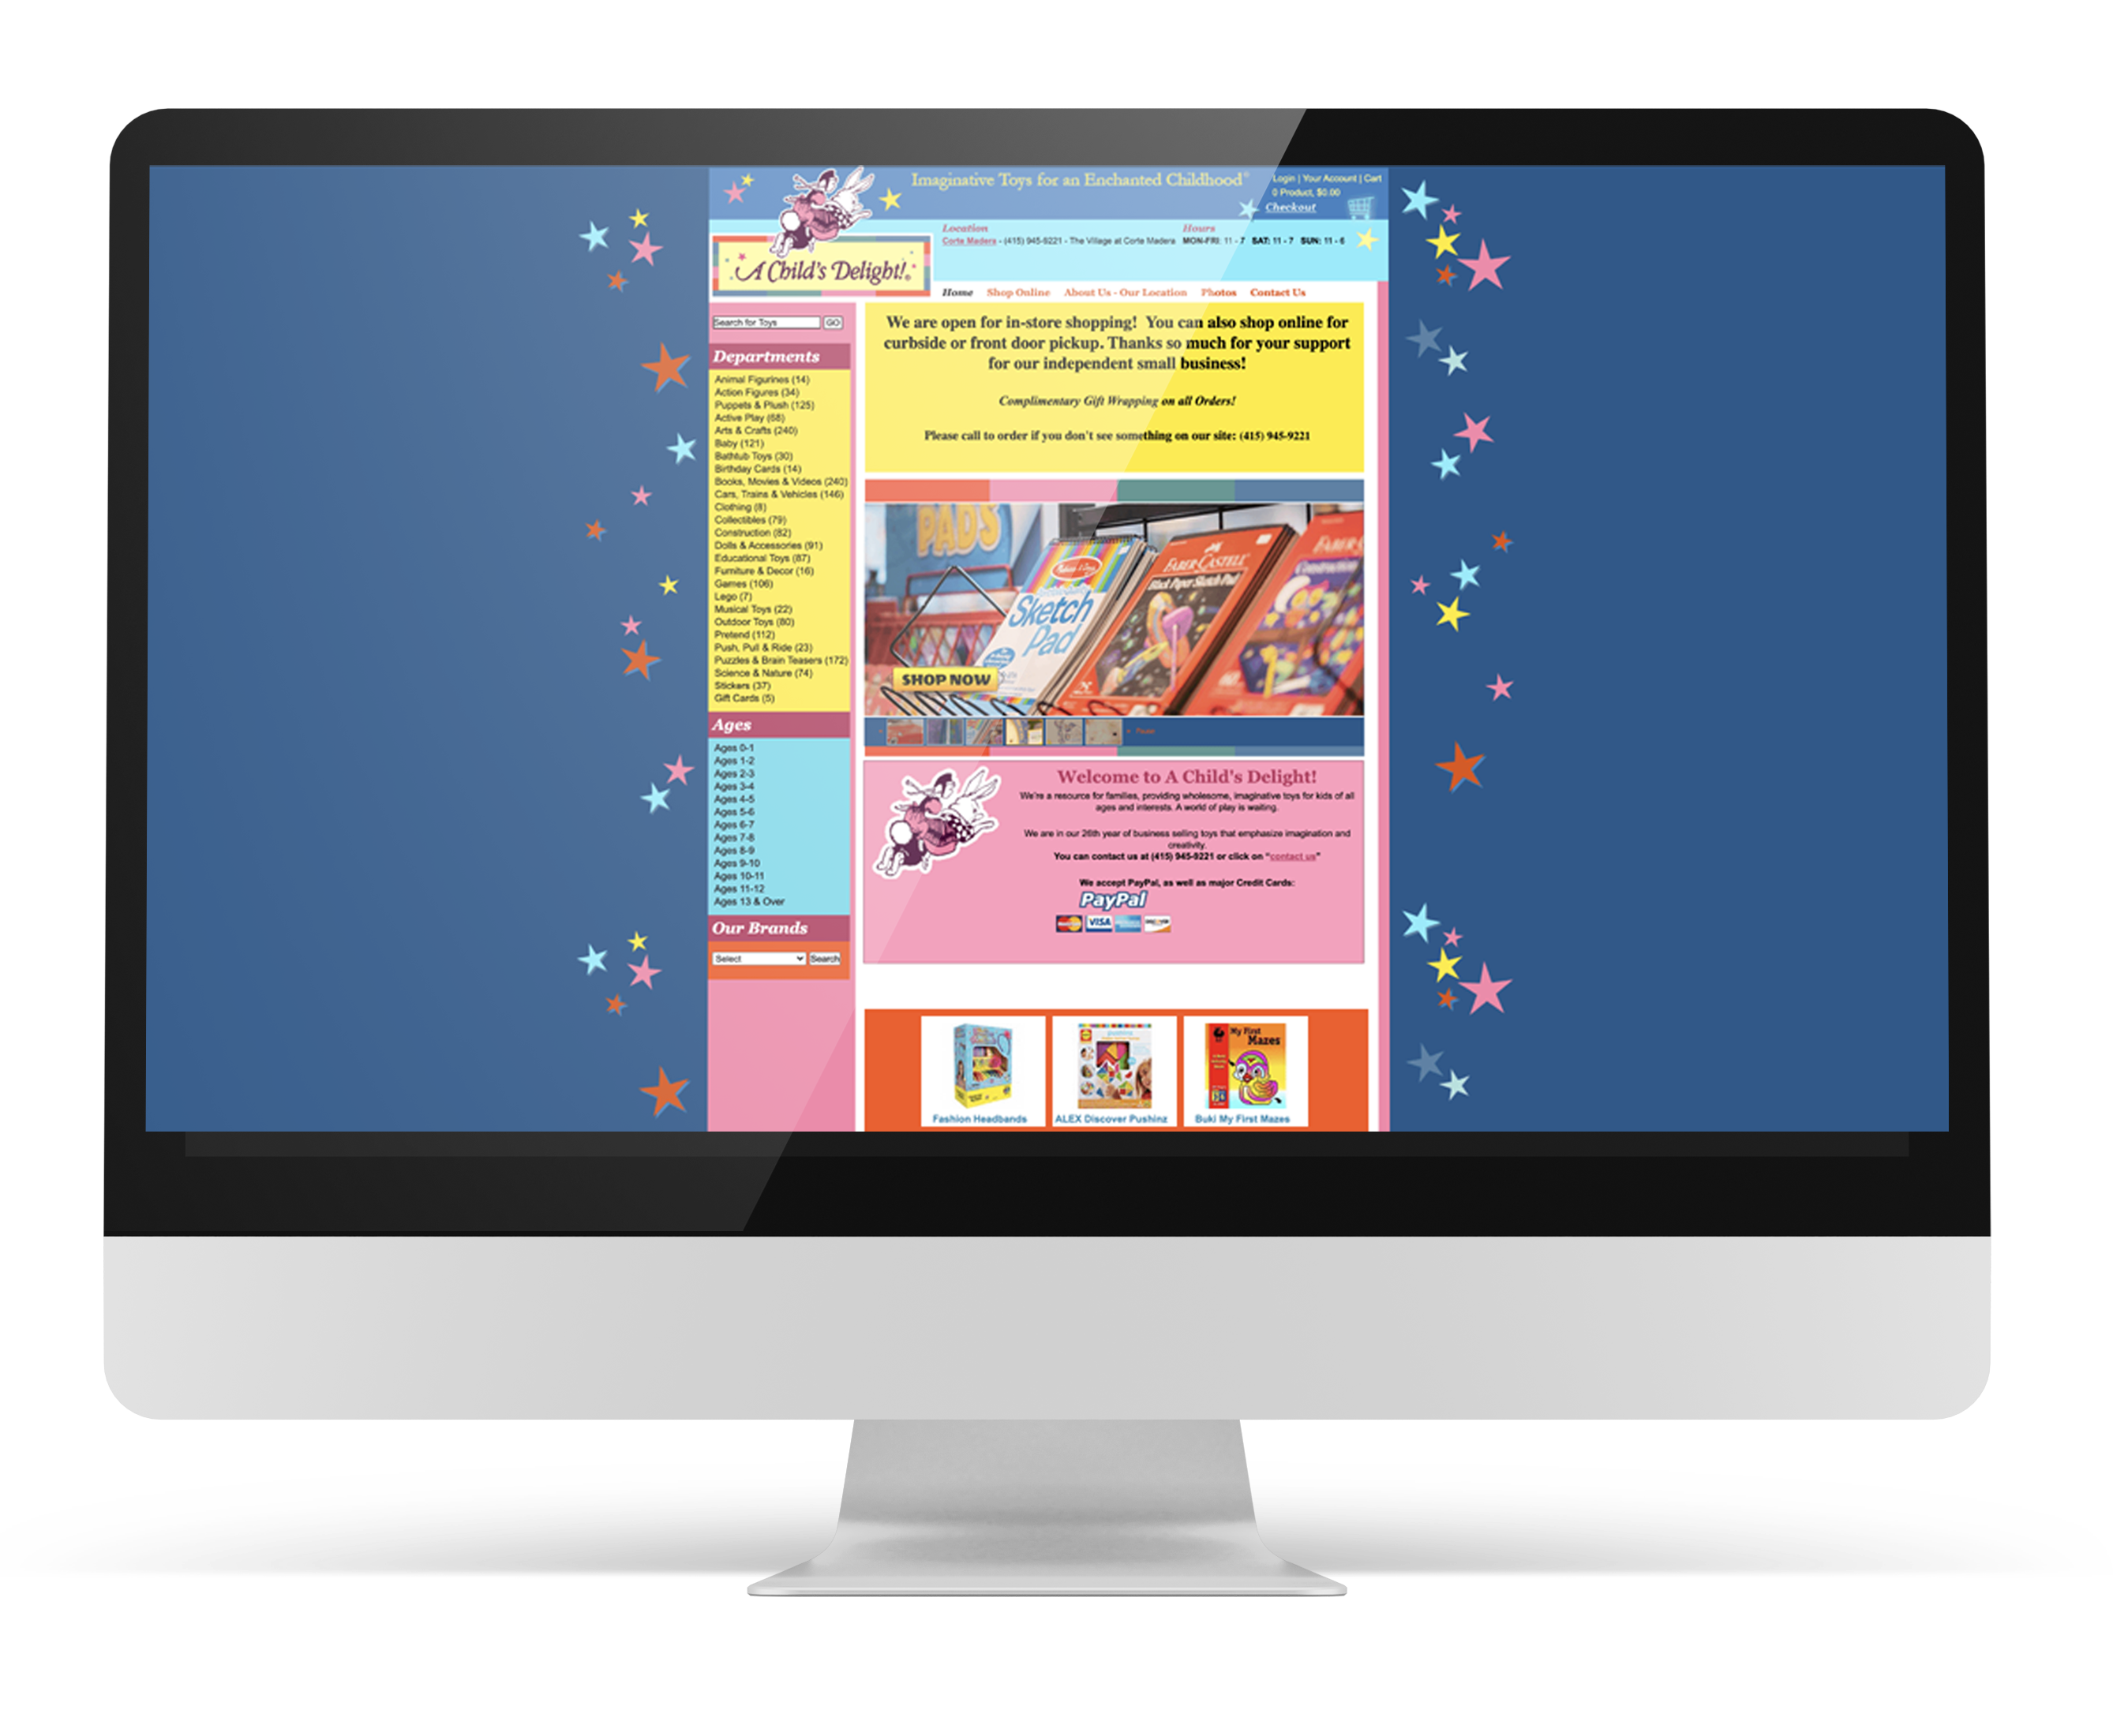 Imaginative Toys for an Enchanted Childhood®
Login | Your Account | Cart
0 Product, $0.00
Checkout
Location
Corte Madera - (415) 945-9221 - The Village at Corte Madera
Hours
MON-FRI: 11 - 7 SAT: 11 - 7 SUN: 11 - 6
A Child's Delight!®
Home Shop Online About Us - Our Location Photos Contact Us
Search for Toys GO
Departments
Animal Figurines (14)
Action Figures (34)
Puppets & Plush (125)
Active Play (68)
Arts & Crafts (240)
Baby (121)
Bathtub Toys (30)
Birthday Cards (14)
Books, Movies & Videos (240)
Cars, Trains & Vehicles (146)
Clothing (8)
Collectibles (79)
Construction (82)
Dolls & Accessories (91)
Educational Toys (87)
Furniture & Decor (16)
Games (106)
Lego (7)
Musical Toys (22)
Outdoor Toys (80)
Pretend (112)
Push, Pull & Ride (23)
Puzzles & Brain Teasers (172)
Science & Nature (74)
Stickers (37)
Gift Cards (5)
Ages
Ages 0-1
Ages 1-2
Ages 2-3
Ages 3-4
Ages 4-5
Ages 5-6
Ages 6-7
Ages 7-8
Ages 8-9
Ages 9-10
Ages 10-11
Ages 11-12
Ages 13 & Over
Our Brands
Select Search
We are open for in-store shopping! You can also shop online for
curbside or front door pickup. Thanks so much for your support
for our independent small business!
Complimentary Gift Wrapping on all Orders!
Please call to order if you don't see something on our site: (415) 945-9221
PADS
Melissa & Doug
Sketch
Pad
FABER-CASTELL
Black Paper Sketch Pad
FABER-C
SHOP NOW
Pause
Welcome to A Child's Delight!
We're a resource for families, providing wholesome, imaginative toys for kids of all
ages and interests. A world of play is waiting.
We are in our 26th year of business selling toys that emphasize imagination and
creativity.
You can contact us at (415) 945-9221 or click on "contact us"
We accept PayPal, as well as major Credit Cards:
PayPal
VISA
Fashion Headbands
ALEX
My First
Mazes
ALEX Discover Pushinz
Buki My First Mazes